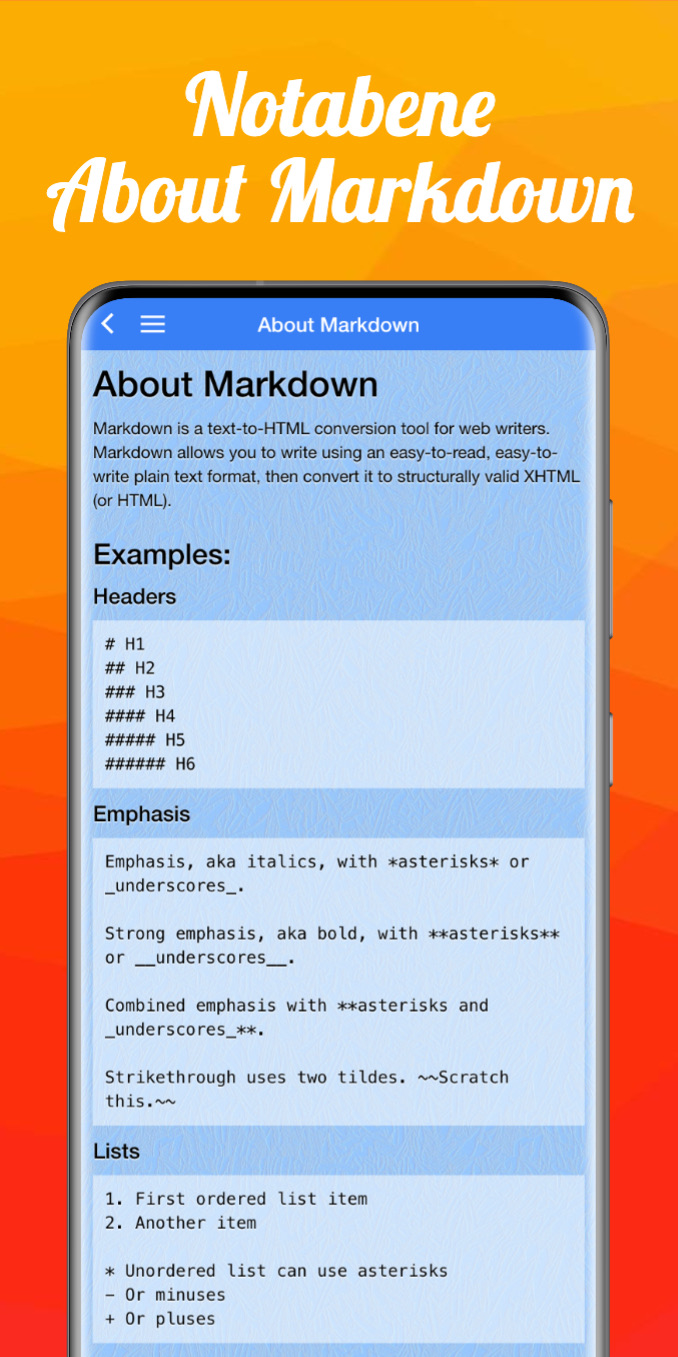 Notabene
About Markdown
About Markdown
About Markdown
Markdown is a text-to-HTML conversion tool for web writers.
Markdown allows you to write using an easy-to-read, easy-to-
write plain text format, then convert it to structurally valid XHTML
(or HTML).
Examples:
Headers
# H1
## H2
### H3
#### H4
##### H5
###### H6
Emphasis
Emphasis, aka italics, with *asterisks* or
_underscores_.
Strong emphasis, aka bold, with **asterisks**
or __underscores__.
Combined emphasis with **asterisks and
_underscores_**.
Strikethrough uses two tildes. ~~Scratch
this.~~
Lists
1. First ordered list item
2. Another item
* Unordered list can use asterisks
- Or minuses
+ Or pluses